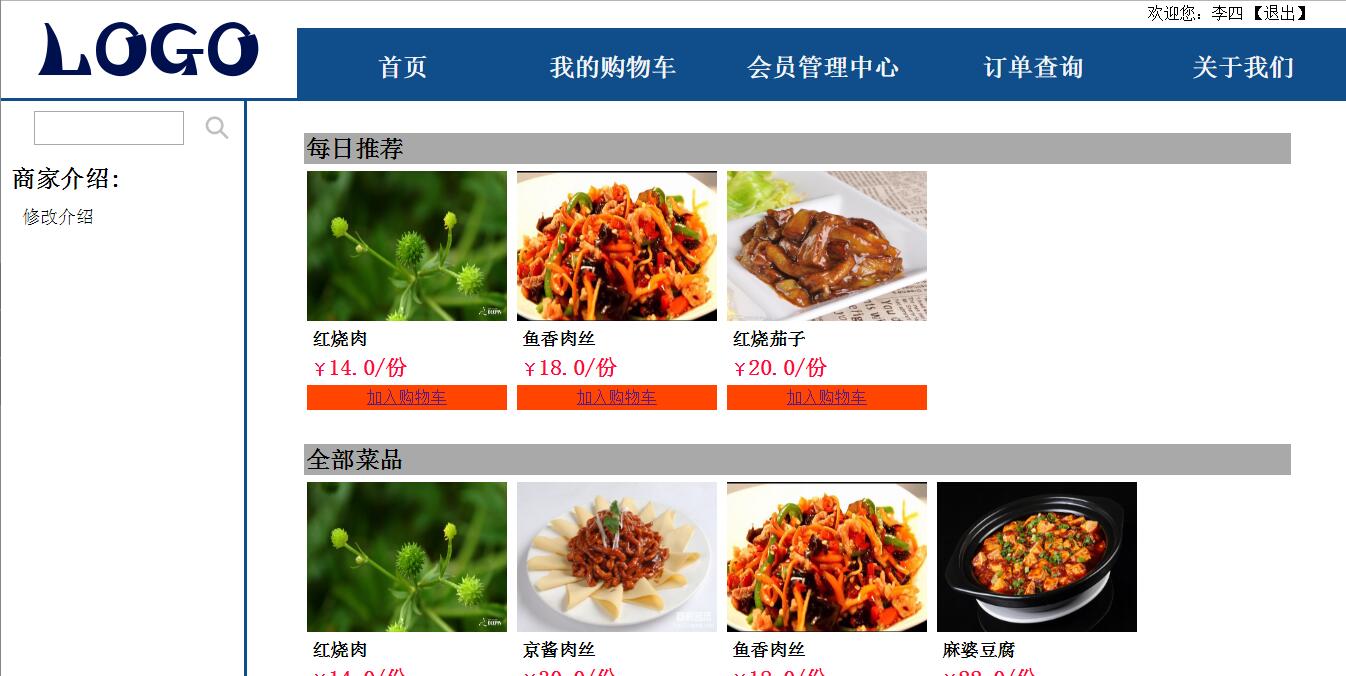 欢迎您：李四【退出】
LOGO
首页 我的购物车 会员管理中心 订单查询 关于我们
商家介绍：
修改介绍
每日推荐
红烧肉 鱼香肉丝 红烧茄子
￥14.0/份 ￥18.0/份 ￥20.0/份
加入购物车 加入购物车 加入购物车
全部菜品
红烧肉 京酱肉丝 鱼香肉丝 麻婆豆腐